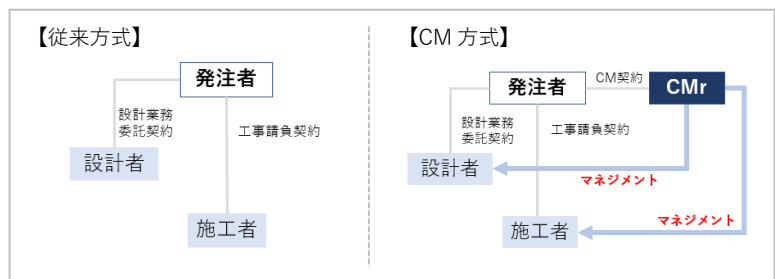 【従来方式】
発注者
設計業務
委託契約
工事請負契約
設計者
施工者
【CM 方式】
発注者
CM契約
CMr
設計業務
委託契約
工事請負契約
設計者
マネジメント
マネジメント
施工者